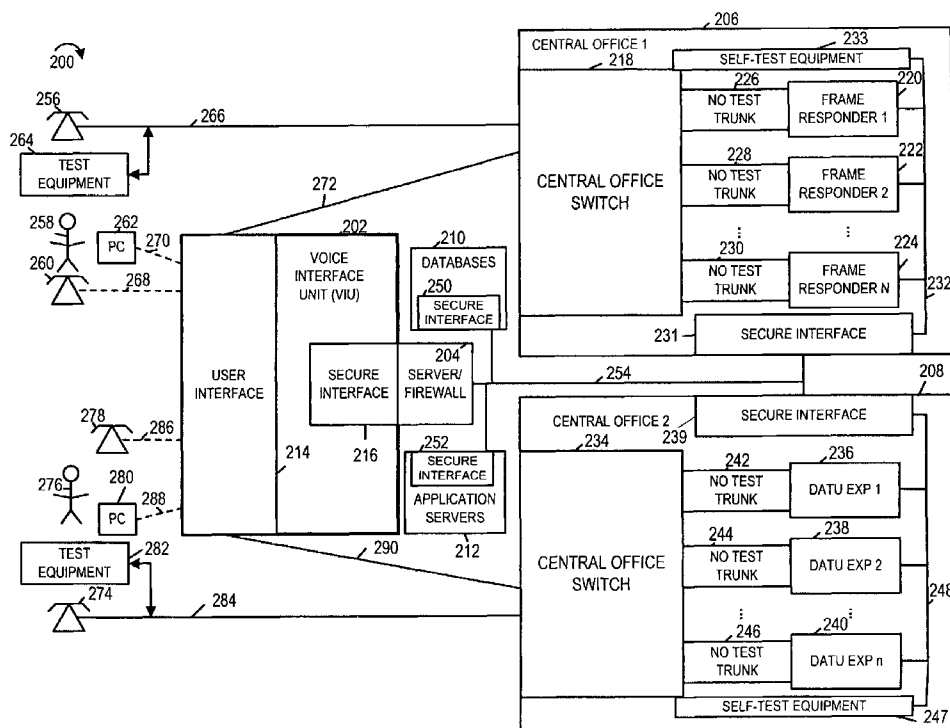 206
CENTRAL OFFICE 1
233
200
218
SELF-TEST EQUIPMENT
256
226
220
264
266
NO TEST
TRUNK
FRAME
RESPONDER 1
TEST
EQUIPMENT
228
222
272
NO TEST
TRUNK
FRAME
RESPONDER 2
CENTRAL OFFICE
SWITCH
258
262
202
210
PC
270
VOICE
INTERFACE
UNIT (VIU)
DATABASES
230
224
260
268
250
NO TEST
TRUNK
FRAME
RESPONDER N
SECURE
INTERFACE
232
204
231
SECURE INTERFACE
USER
INTERFACE
SECURE
INTERFACE
SERVER/
FIREWALL
254
208
278
CENTRAL OFFICE 2
SECURE INTERFACE
286
252
234
239
214
216
SECURE
INTERFACE
242
236
276
280
288
APPLICATION
SERVERS
NO TEST
TRUNK
DATU EXP 1
PC
212
244
238
TEST
EQUIPMENT
282
290
CENTRAL OFFICE
SWITCH
NO TEST
TRUNK
DATU EXP 2
274
284
248
246
240
NO TEST
TRUNK
DATU EXP n
SELF-TEST EQUIPMENT
247